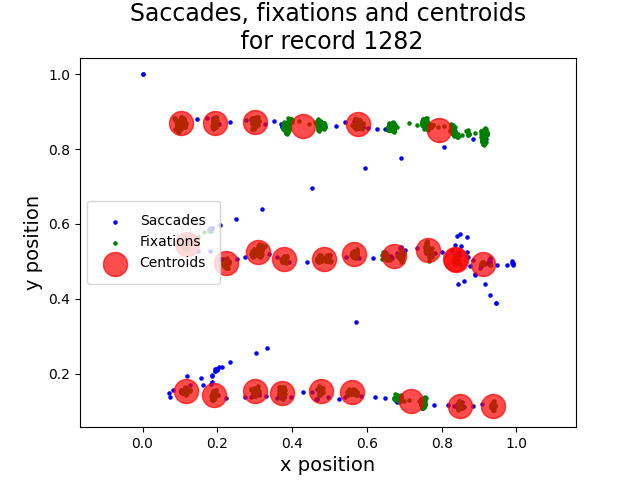 Saccades, fixations and centroids
for record 1282
1.0
0.8
0.6
0.4
0.2
y position
Saccades
Fixations
Centroids
0.0 0.2 0.4 0.6 0.8 1.0
x position